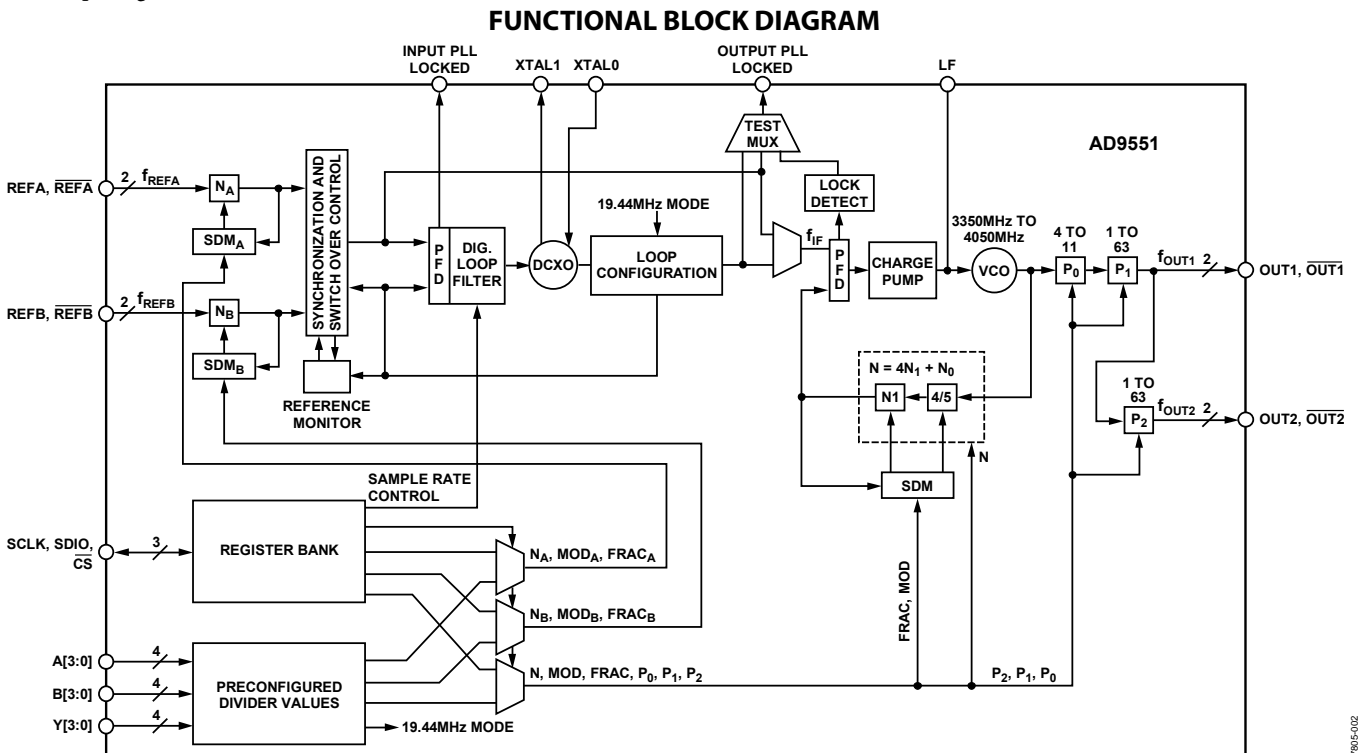 FUNCTIONAL BLOCK DIAGRAM
INPUT PLL
LOCKED
XTAL1
XTAL0
OUTPUT PLL
LOCKED
LF
TEST
MUX
AD9551
REFA, REFA
2
fREFA
NA
SDMA
SYNCHRONIZATION AND
SWITCH OVER CONTROL
PFD
DIG.
LOOP
FILTER
DCXO
19.44MHz MODE
LOOP
CONFIGURATION
LOCK
DETECT
fIF
PFD
CHARGE
PUMP
3350MHz TO
4050MHz
VCO
4 TO
11
P0
1 TO
63
P1
fOUT1
2
OUT1, OUT1
REFB, REFB
2
fREFB
NB
SDMB
REFERENCE
MONITOR
N = 4N1 + N0
N1
4/5
N
SDM
1 TO
63
P2
fOUT2
2
OUT2, OUT2
SAMPLE RATE
CONTROL
SCLK, SDIO,
CS
3
REGISTER BANK
NA, MODA, FRACA
NB, MODB, FRACB
FRAC, MOD
A[3:0]
4
B[3:0]
4
Y[3:0]
4
PRECONFIGURED
DIVIDER VALUES
N, MOD, FRAC, P0, P1, P2
P2, P1, P0
19.44MHz MODE